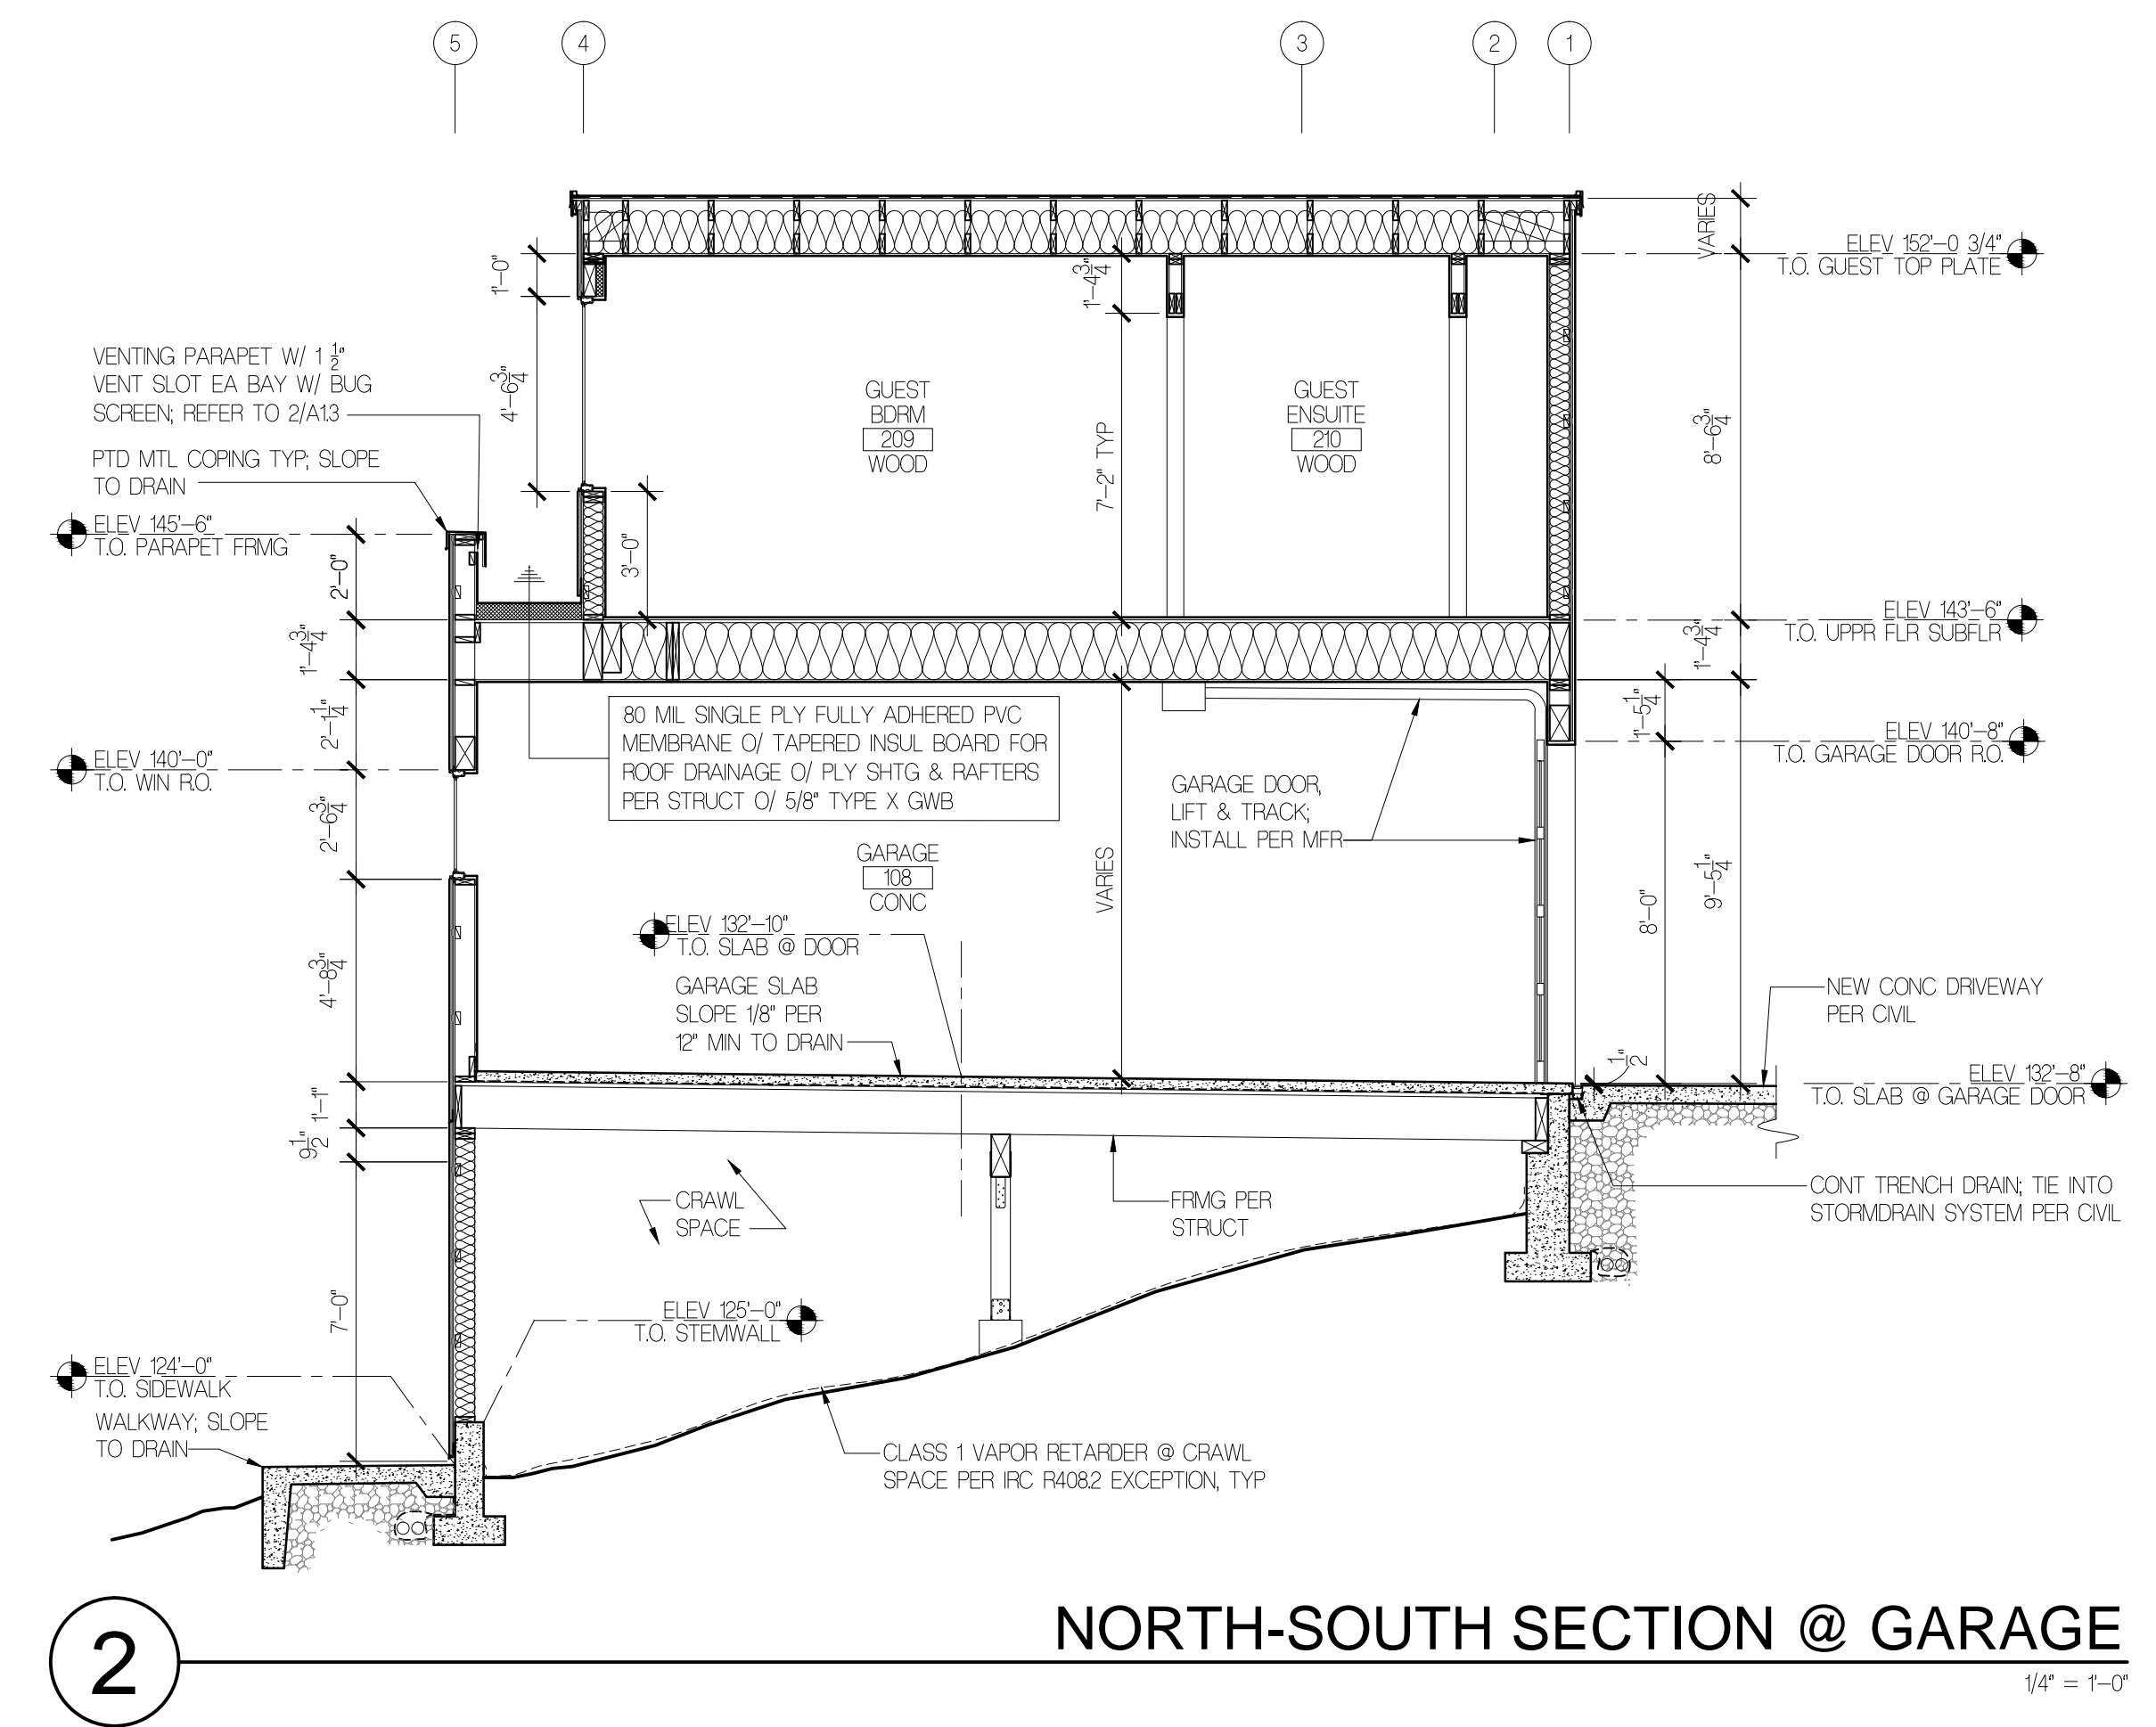 5
4
3
2
1
VARIES
ELEV 152'-0 3/4"
T.O. GUEST TOP PLATE
1'-0"
1'-4 3/4"
VENTING PARAPET W/ 1 1/2"
VENT SLOT EA BAY W/ BUG
SCREEN; REFER TO 2/A1.3
4'-6 3/4"
GUEST
BDRM
209
WOOD
GUEST
ENSUITE
210
WOOD
7'-2" TYP
8'-6 3/4"
PTD MTL COPING TYP; SLOPE
TO DRAIN
ELEV 145'-6"
T.O. PARAPET FRMG
2'-0"
3'-0"
ELEV 143'-6"
T.O. UPPR FLR SUBFLR
1'-4 3/4"
1'-4 3/4"
80 MIL SINGLE PLY FULLY ADHERED PVC
MEMBRANE O/ TAPERED INSUL BOARD FOR
ROOF DRAINAGE O/ PLY SHTG & RAFTERS
PER STRUCT O/ 5/8" TYPE X GWB
2'-1 1/4"
1'-5 1/4"
ELEV 140'-8"
T.O. GARAGE DOOR R.O.
ELEV 140'-0"
T.O. WIN R.O.
GARAGE DOOR,
LIFT & TRACK;
INSTALL PER MFR
2'-6 3/4"
GARAGE
108
CONC
VARIES
8'-0"
9'-5 1/4"
ELEV 132'-10"
T.O. SLAB @ DOOR
4'-8 3/4"
GARAGE SLAB
SLOPE 1/8" PER
12" MIN TO DRAIN
NEW CONC DRIVEWAY
PER CIVIL
1/2"
ELEV 132'-8"
T.O. SLAB @ GARAGE DOOR
1'-1"
9 1/2"
CRAWL
SPACE
FRMG PER
STRUCT
CONT TRENCH DRAIN; TIE INTO
STORMDRAIN SYSTEM PER CIVIL
7'-0"
ELEV 125'-0"
T.O. STEMWALL
ELEV 124'-0"
T.O. SIDEWALK
WALKWAY; SLOPE
TO DRAIN
CLASS 1 VAPOR RETARDER @ CRAWL
SPACE PER IRC R408.2 EXCEPTION, TYP
2
NORTH-SOUTH SECTION @ GARAGE
1/4" = 1'-0"